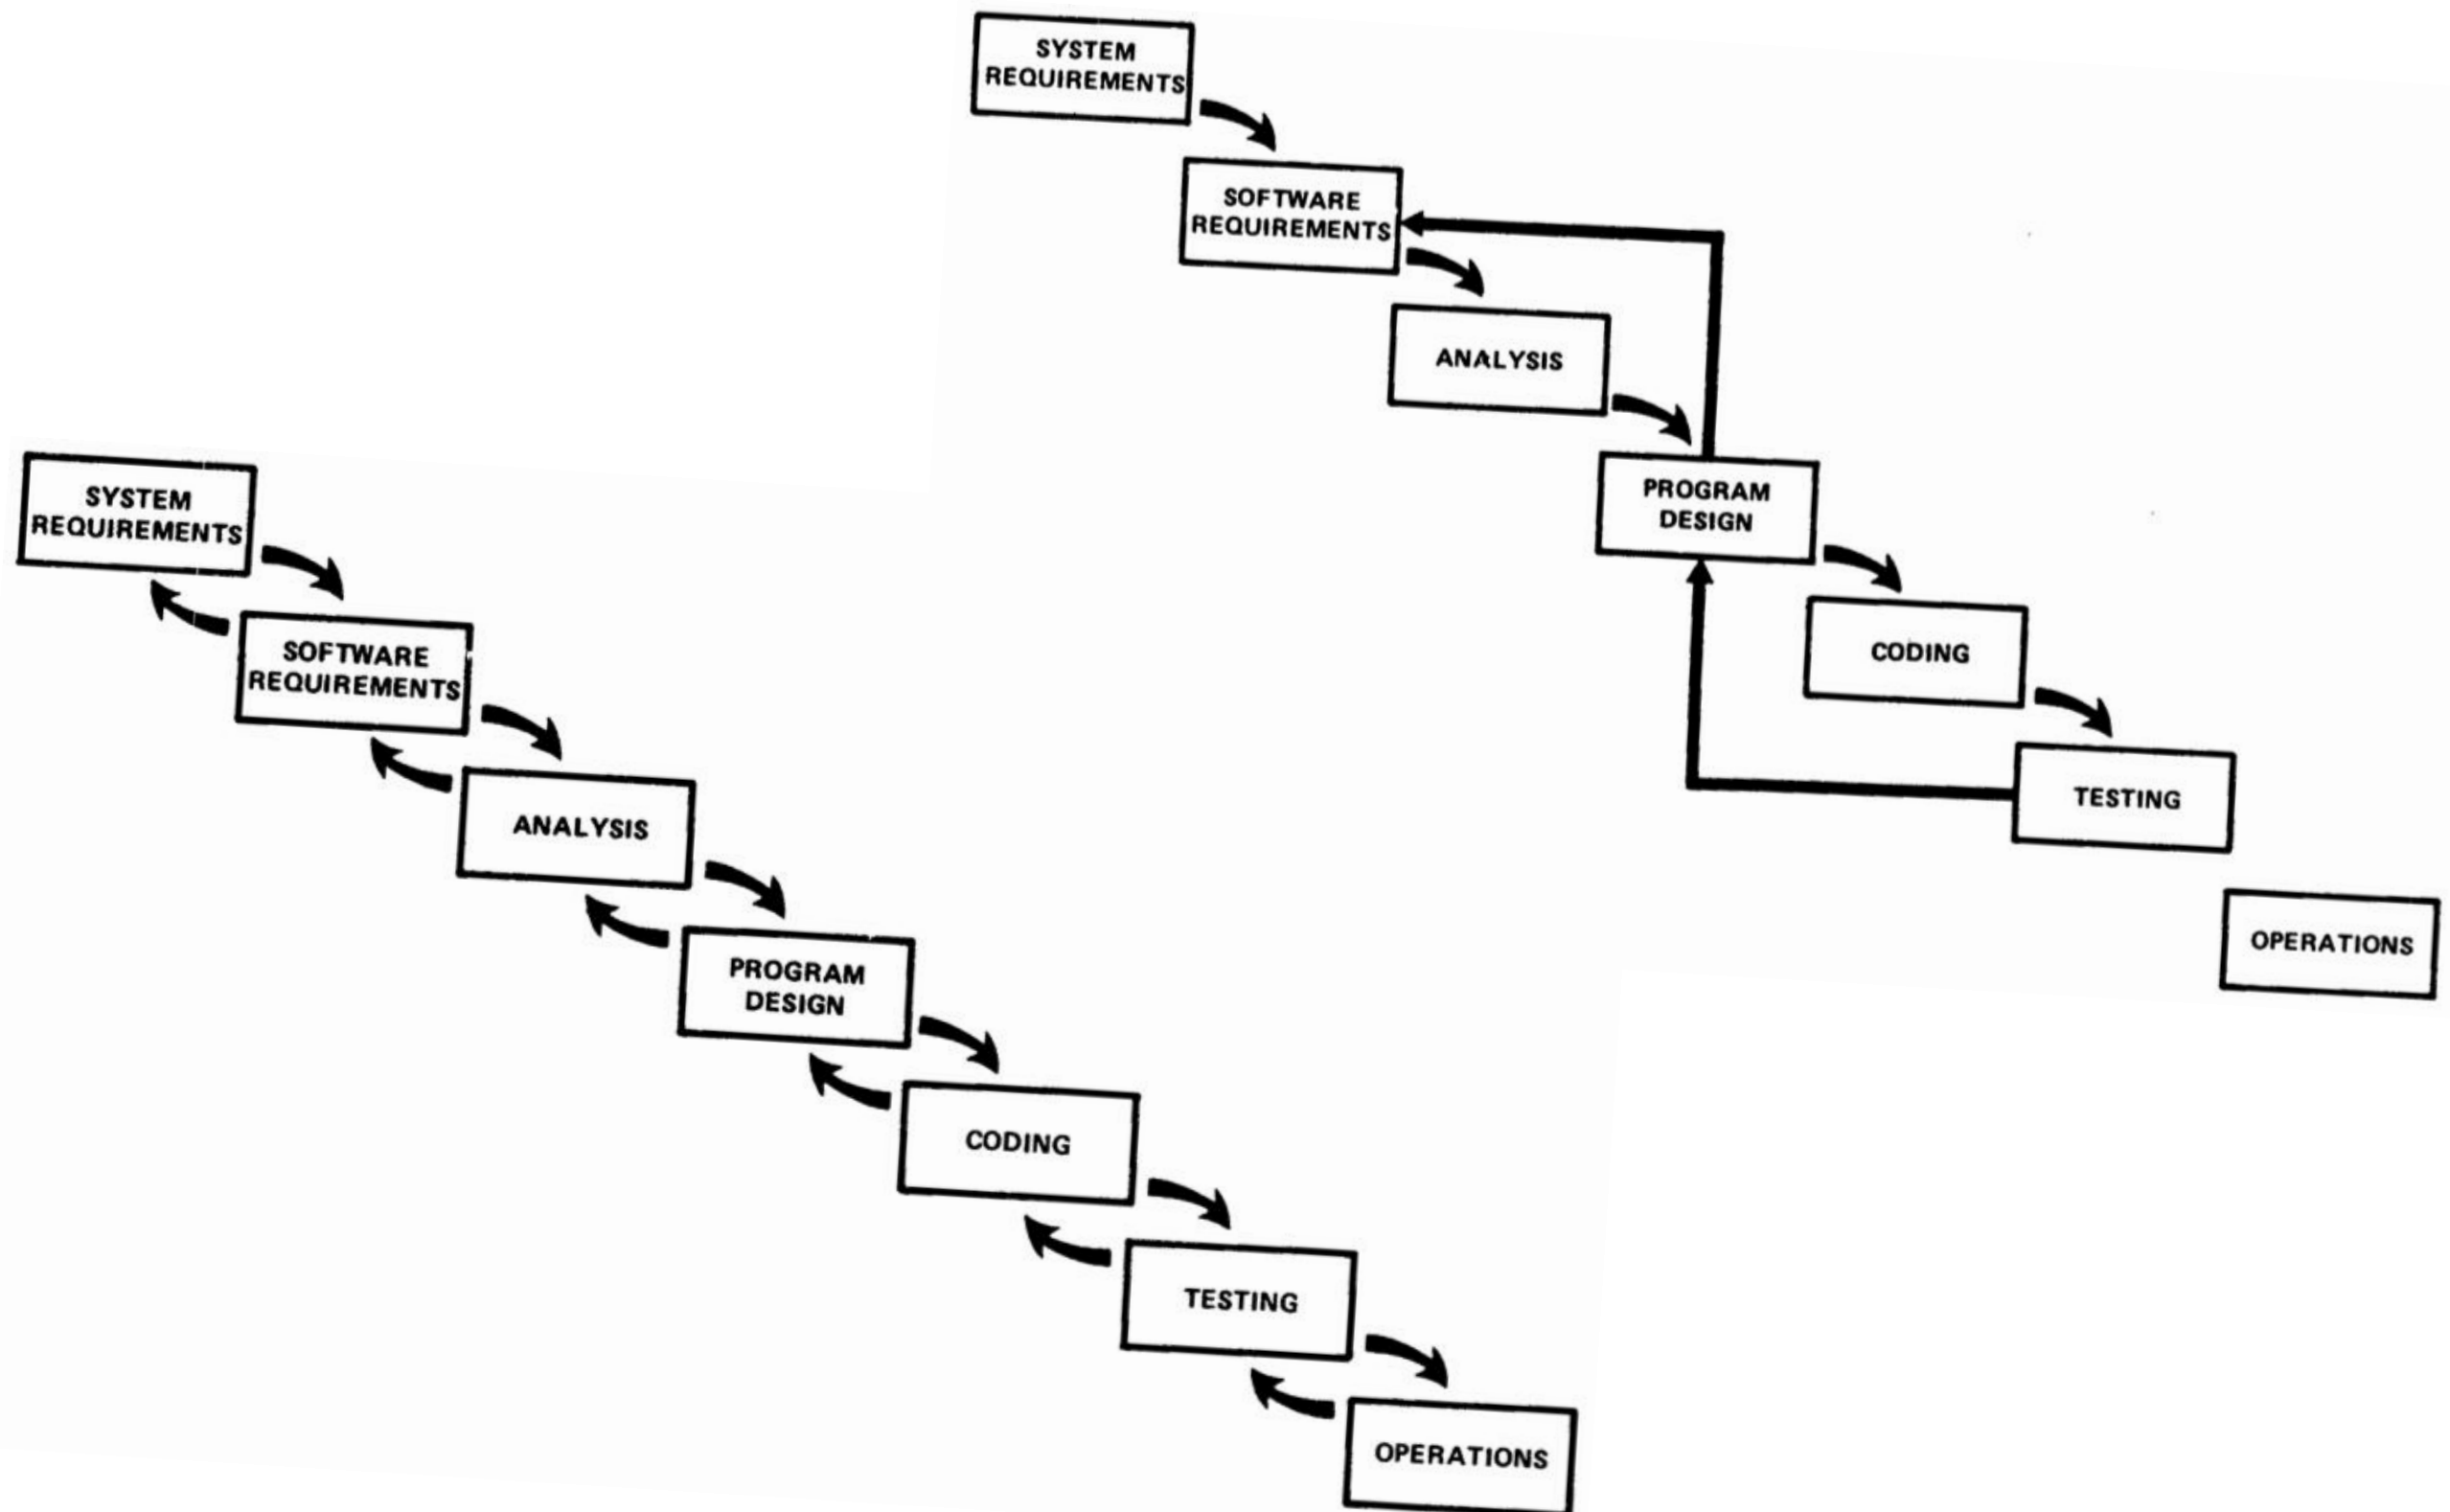 SYSTEM
REQUIREMENTS
SOFTWARE
REQUIREMENTS
ANALYSIS
PROGRAM
DESIGN
CODING
TESTING
OPERATIONS
SYSTEM
REQUIREMENTS
SOFTWARE
REQUIREMENTS
ANALYSIS
PROGRAM
DESIGN
CODING
TESTING
OPERATIONS